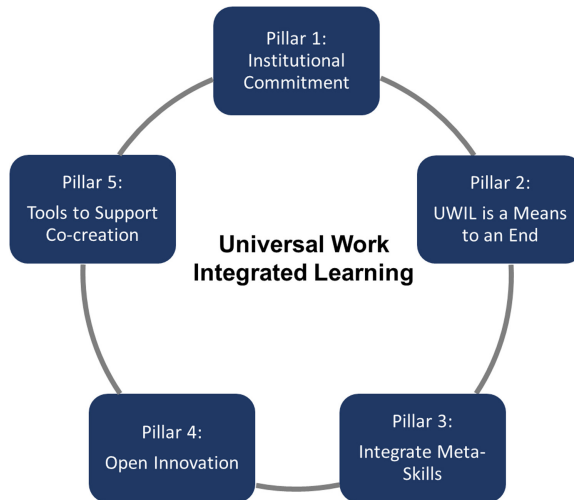 Pillar 1:
Institutional
Commitment
Pillar 2:
UWIL is a Means
to an End
Pillar 3:
Integrate Meta-
Skills
Pillar 4:
Open Innovation
Pillar 5:
Tools to Support
Co-creation
Universal Work
Integrated Learning